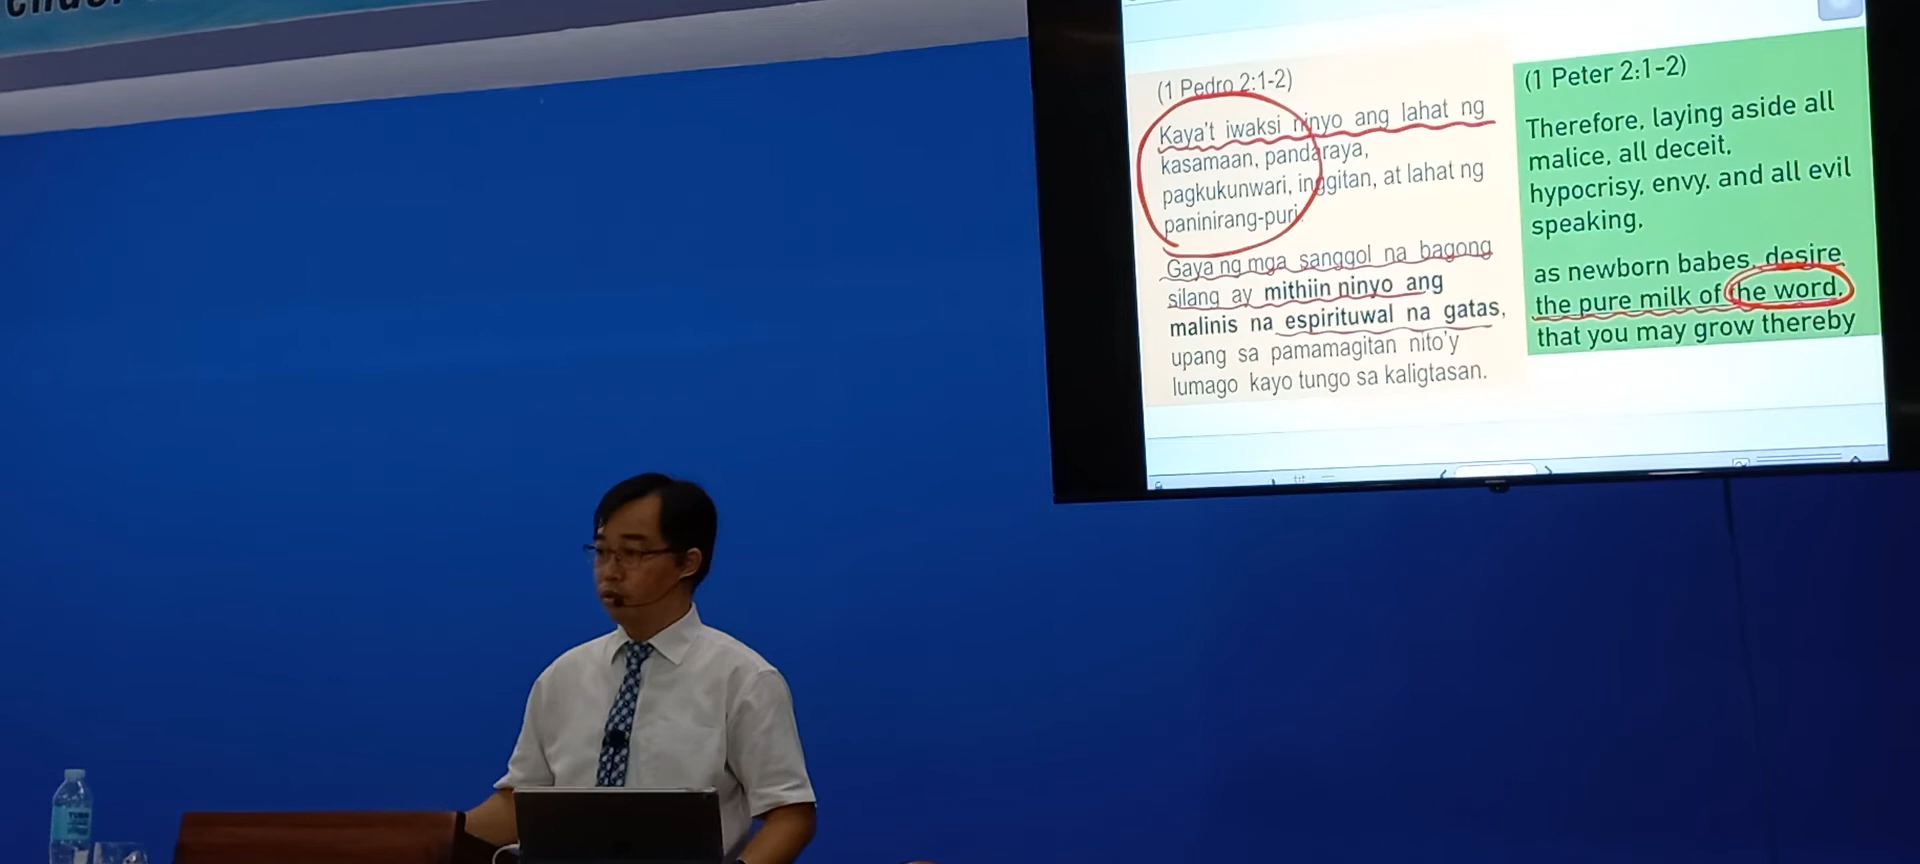 (1 Pedro 2:1-2)
Kaya't iwaksi ninyo ang lahat ng
kasamaan, pandaraya,
pagkukunwari, inggitan, at lahat ng
paninirang-puri.
Gaya ng mga sanggol na bagong
silang ay mithiin ninyo ang
malinis na espirituwal na gatas,
upang sa pamamagitan nito'y
lumago kayo tungo sa kaligtasan.
(1 Peter 2:1-2)
Therefore, laying aside all
malice, all deceit,
hypocrisy, envy, and all evil
speaking,
as newborn babes, desire
the pure milk of the word,
that you may grow thereby